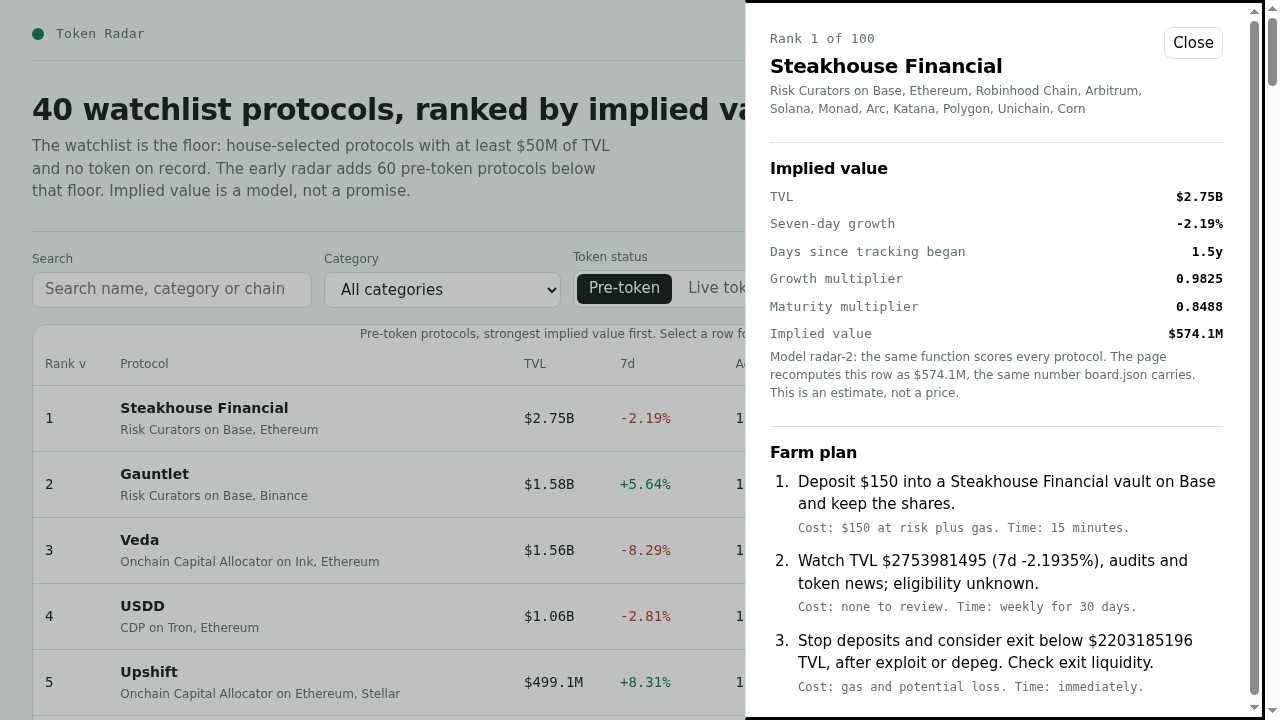 Token Radar
40 watchlist protocols, ranked by implied va
The watchlist is the floor: house-selected protocols with at least $50M of TVL
and no token on record. The early radar adds 60 pre-token protocols below
that floor. Implied value is a model, not a promise.
Search
Category
Token status
Search name, category or chain
All categories
Pre-token
Live tok
Pre-token protocols, strongest implied value first. Select a row fo
Rank v Protocol TVL 7d A
1 Steakhouse Financial $2.75B -2.19% 1
Risk Curators on Base, Ethereum
2 Gauntlet $1.58B +5.64% 1
Risk Curators on Base, Binance
3 Veda $1.56B -8.29% 1
Onchain Capital Allocator on Ink, Ethereum
4 USDD $1.06B -2.81% 1
CDP on Tron, Ethereum
5 Upshift $499.1M +8.31% 1
Onchain Capital Allocator on Ethereum, Stellar
Rank 1 of 100
Close
Steakhouse Financial
Risk Curators on Base, Ethereum, Robinhood Chain, Arbitrum,
Solana, Monad, Arc, Katana, Polygon, Unichain, Corn
Implied value
TVL $2.75B
Seven-day growth -2.19%
Days since tracking began 1.5y
Growth multiplier 0.9825
Maturity multiplier 0.8488
Implied value $574.1M
Model radar-2: the same function scores every protocol. The page
recomputes this row as $574.1M, the same number board.json carries.
This is an estimate, not a price.
Farm plan
1. Deposit $150 into a Steakhouse Financial vault on Base
and keep the shares.
Cost: $150 at risk plus gas. Time: 15 minutes.
2. Watch TVL $2753981495 (7d -2.1935%), audits and
token news; eligibility unknown.
Cost: none to review. Time: weekly for 30 days.
3. Stop deposits and consider exit below $2203185196
TVL, after exploit or depeg. Check exit liquidity.
Cost: gas and potential loss. Time: immediately.